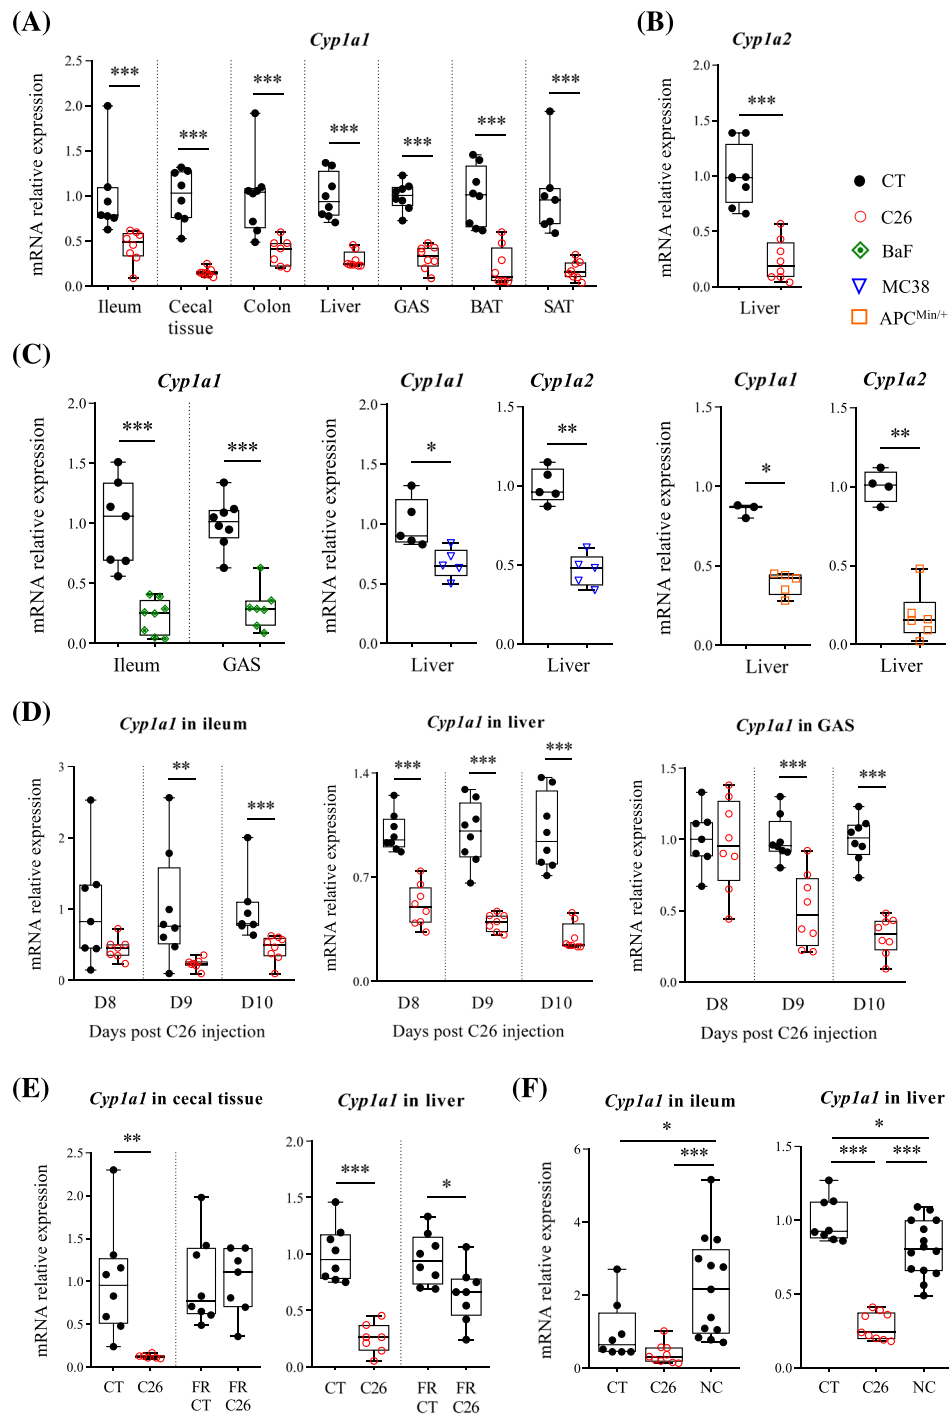 (A)
Cyp1a1
mRNA relative expression
2.5
2.0
1.5
1.0
0.5
0.0
***
***
***
***
***
***
***
Ileum
Cecal tissue
Colon
Liver
GAS
BAT
SAT
(B)
Cyp1a2
mRNA relative expression
2.0
1.5
1.0
0.5
0.0
***
Liver
CT
C26
BaF
MC38
APC^Min/+
(C)
Cyp1a1
mRNA relative expression
2.0
1.5
1.0
0.5
0.0
***
***
Ileum
GAS
Cyp1a1
mRNA relative expression
2.0
1.5
1.0
0.5
0.0
*
Liver
Cyp1a2
1.5
1.0
0.5
0.0
**
Liver
Cyp1a1
mRNA relative expression
1.5
1.0
0.5
0.0
*
Liver
Cyp1a2
1.5
1.0
0.5
0.0
**
Liver
(D)
Cyp1a1 in ileum
mRNA relative expression
3
2
1
0
**
***
D8
D9
D10
Days post C26 injection
Cyp1a1 in liver
mRNA relative expression
1.4
0.7
0.0
***
***
***
D8
D9
D10
Days post C26 injection
Cyp1a1 in GAS
mRNA relative expression
1.5
1.0
0.5
0.0
***
***
D8
D9
D10
Days post C26 injection
(E)
Cyp1a1 in cecal tissue
mRNA relative expression
2.5
2.0
1.5
1.0
0.5
0.0
**
CT
C26
FR CT
FR C26
Cyp1a1 in liver
2.0
1.5
1.0
0.5
0.0
***
*
CT
C26
FR CT
FR C26
(F)
Cyp1a1 in ileum
mRNA relative expression
6
4
2
0
*
***
CT
C26
NC
Cyp1a1 in liver
1.5
1.0
0.5
0.0
*
***
***
CT
C26
NC